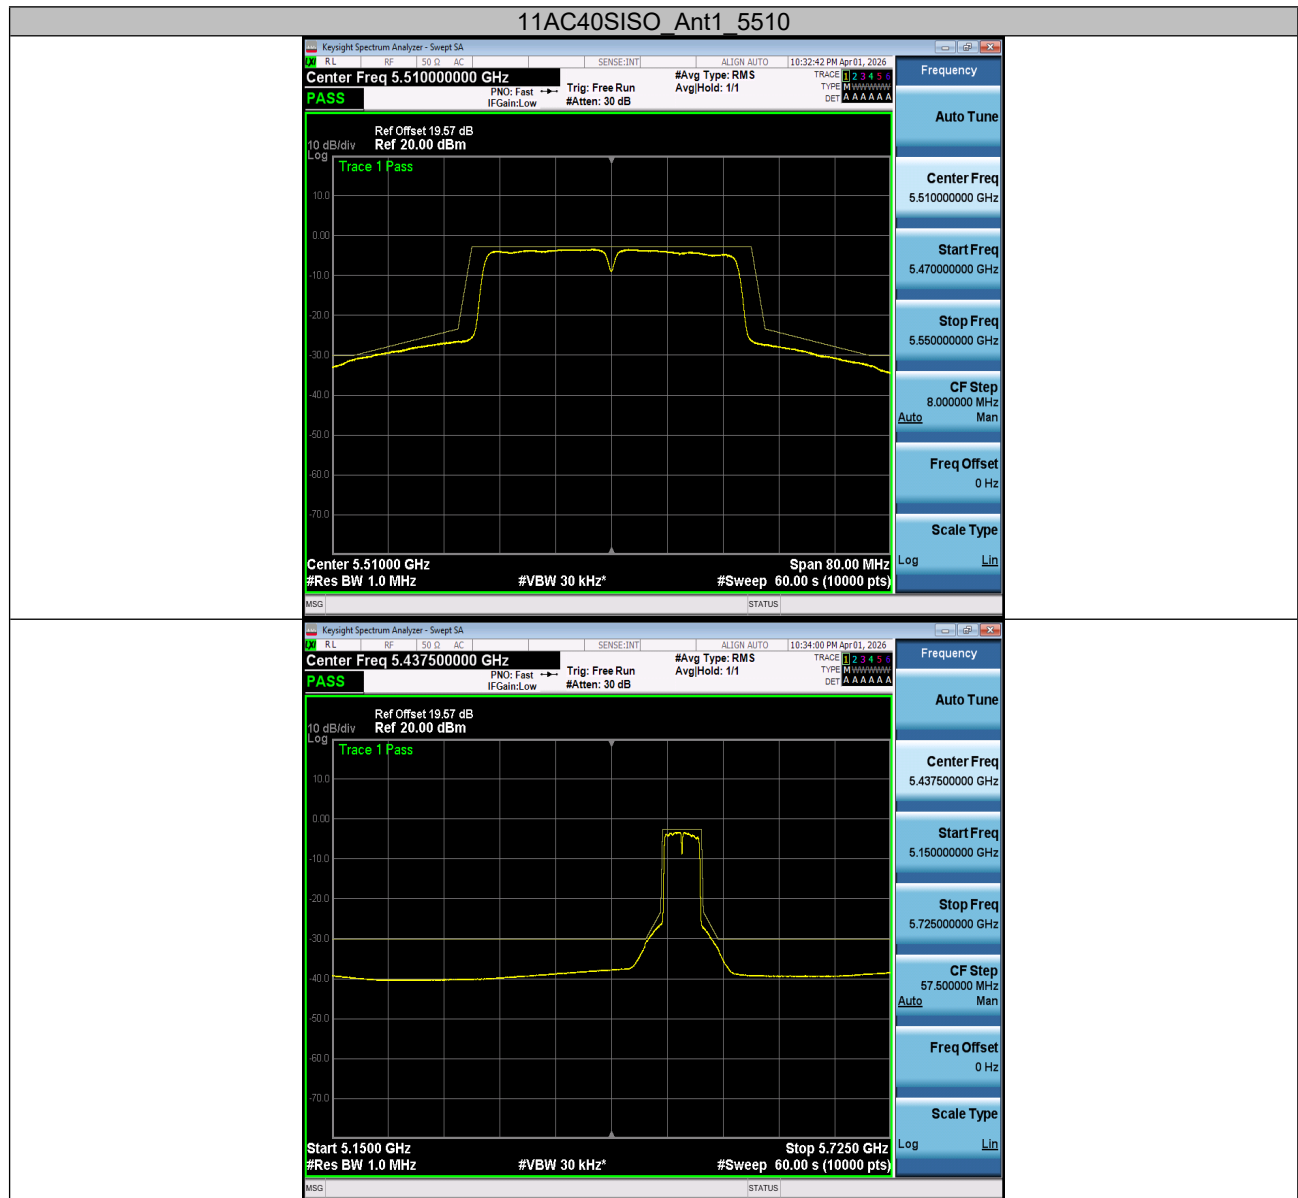 11AC40SISO_Ant1_5510
Keysight Spectrum Analyzer - Swept SA
LXI RL RF 50 Ω AC SENSE:INT ALIGN AUTO 10:32:42 PM Apr 01, 2026
Center Freq 5.510000000 GHz
PASS
PNO: Fast
IFGain:Low
Trig: Free Run
#Atten: 30 dB
#Avg Type: RMS
Avg|Hold: 1/1
TRACE 1 2 3 4 5 6
TYPE M W W W W W
DET A A A A A A
Ref Offset 19.57 dB
10 dB/div Ref 20.00 dBm
Log
Trace 1 Pass
10.0
0.00
-10.0
-20.0
-30.0
-40.0
-50.0
-60.0
-70.0
Center 5.51000 GHz Span 80.00 MHz
#Res BW 1.0 MHz #VBW 30 kHz* #Sweep 60.00 s (10000 pts)
MSG STATUS
Frequency
Auto Tune
Center Freq
5.510000000 GHz
Start Freq
5.470000000 GHz
Stop Freq
5.550000000 GHz
CF Step
8.000000 MHz
Auto Man
Freq Offset
0 Hz
Scale Type
Log Lin
Keysight Spectrum Analyzer - Swept SA
LXI RL RF 50 Ω AC SENSE:INT ALIGN AUTO 10:34:00 PM Apr 01, 2026
Center Freq 5.437500000 GHz
PASS
PNO: Fast
IFGain:Low
Trig: Free Run
#Atten: 30 dB
#Avg Type: RMS
Avg|Hold: 1/1
TRACE 1 2 3 4 5 6
TYPE M W W W W W
DET A A A A A A
Ref Offset 19.57 dB
10 dB/div Ref 20.00 dBm
Log
Trace 1 Pass
10.0
0.00
-10.0
-20.0
-30.0
-40.0
-50.0
-60.0
-70.0
Start 5.1500 GHz Stop 5.7250 GHz
#Res BW 1.0 MHz #VBW 30 kHz* #Sweep 60.00 s (10000 pts)
MSG STATUS
Frequency
Auto Tune
Center Freq
5.437500000 GHz
Start Freq
5.150000000 GHz
Stop Freq
5.725000000 GHz
CF Step
57.500000 MHz
Auto Man
Freq Offset
0 Hz
Scale Type
Log Lin